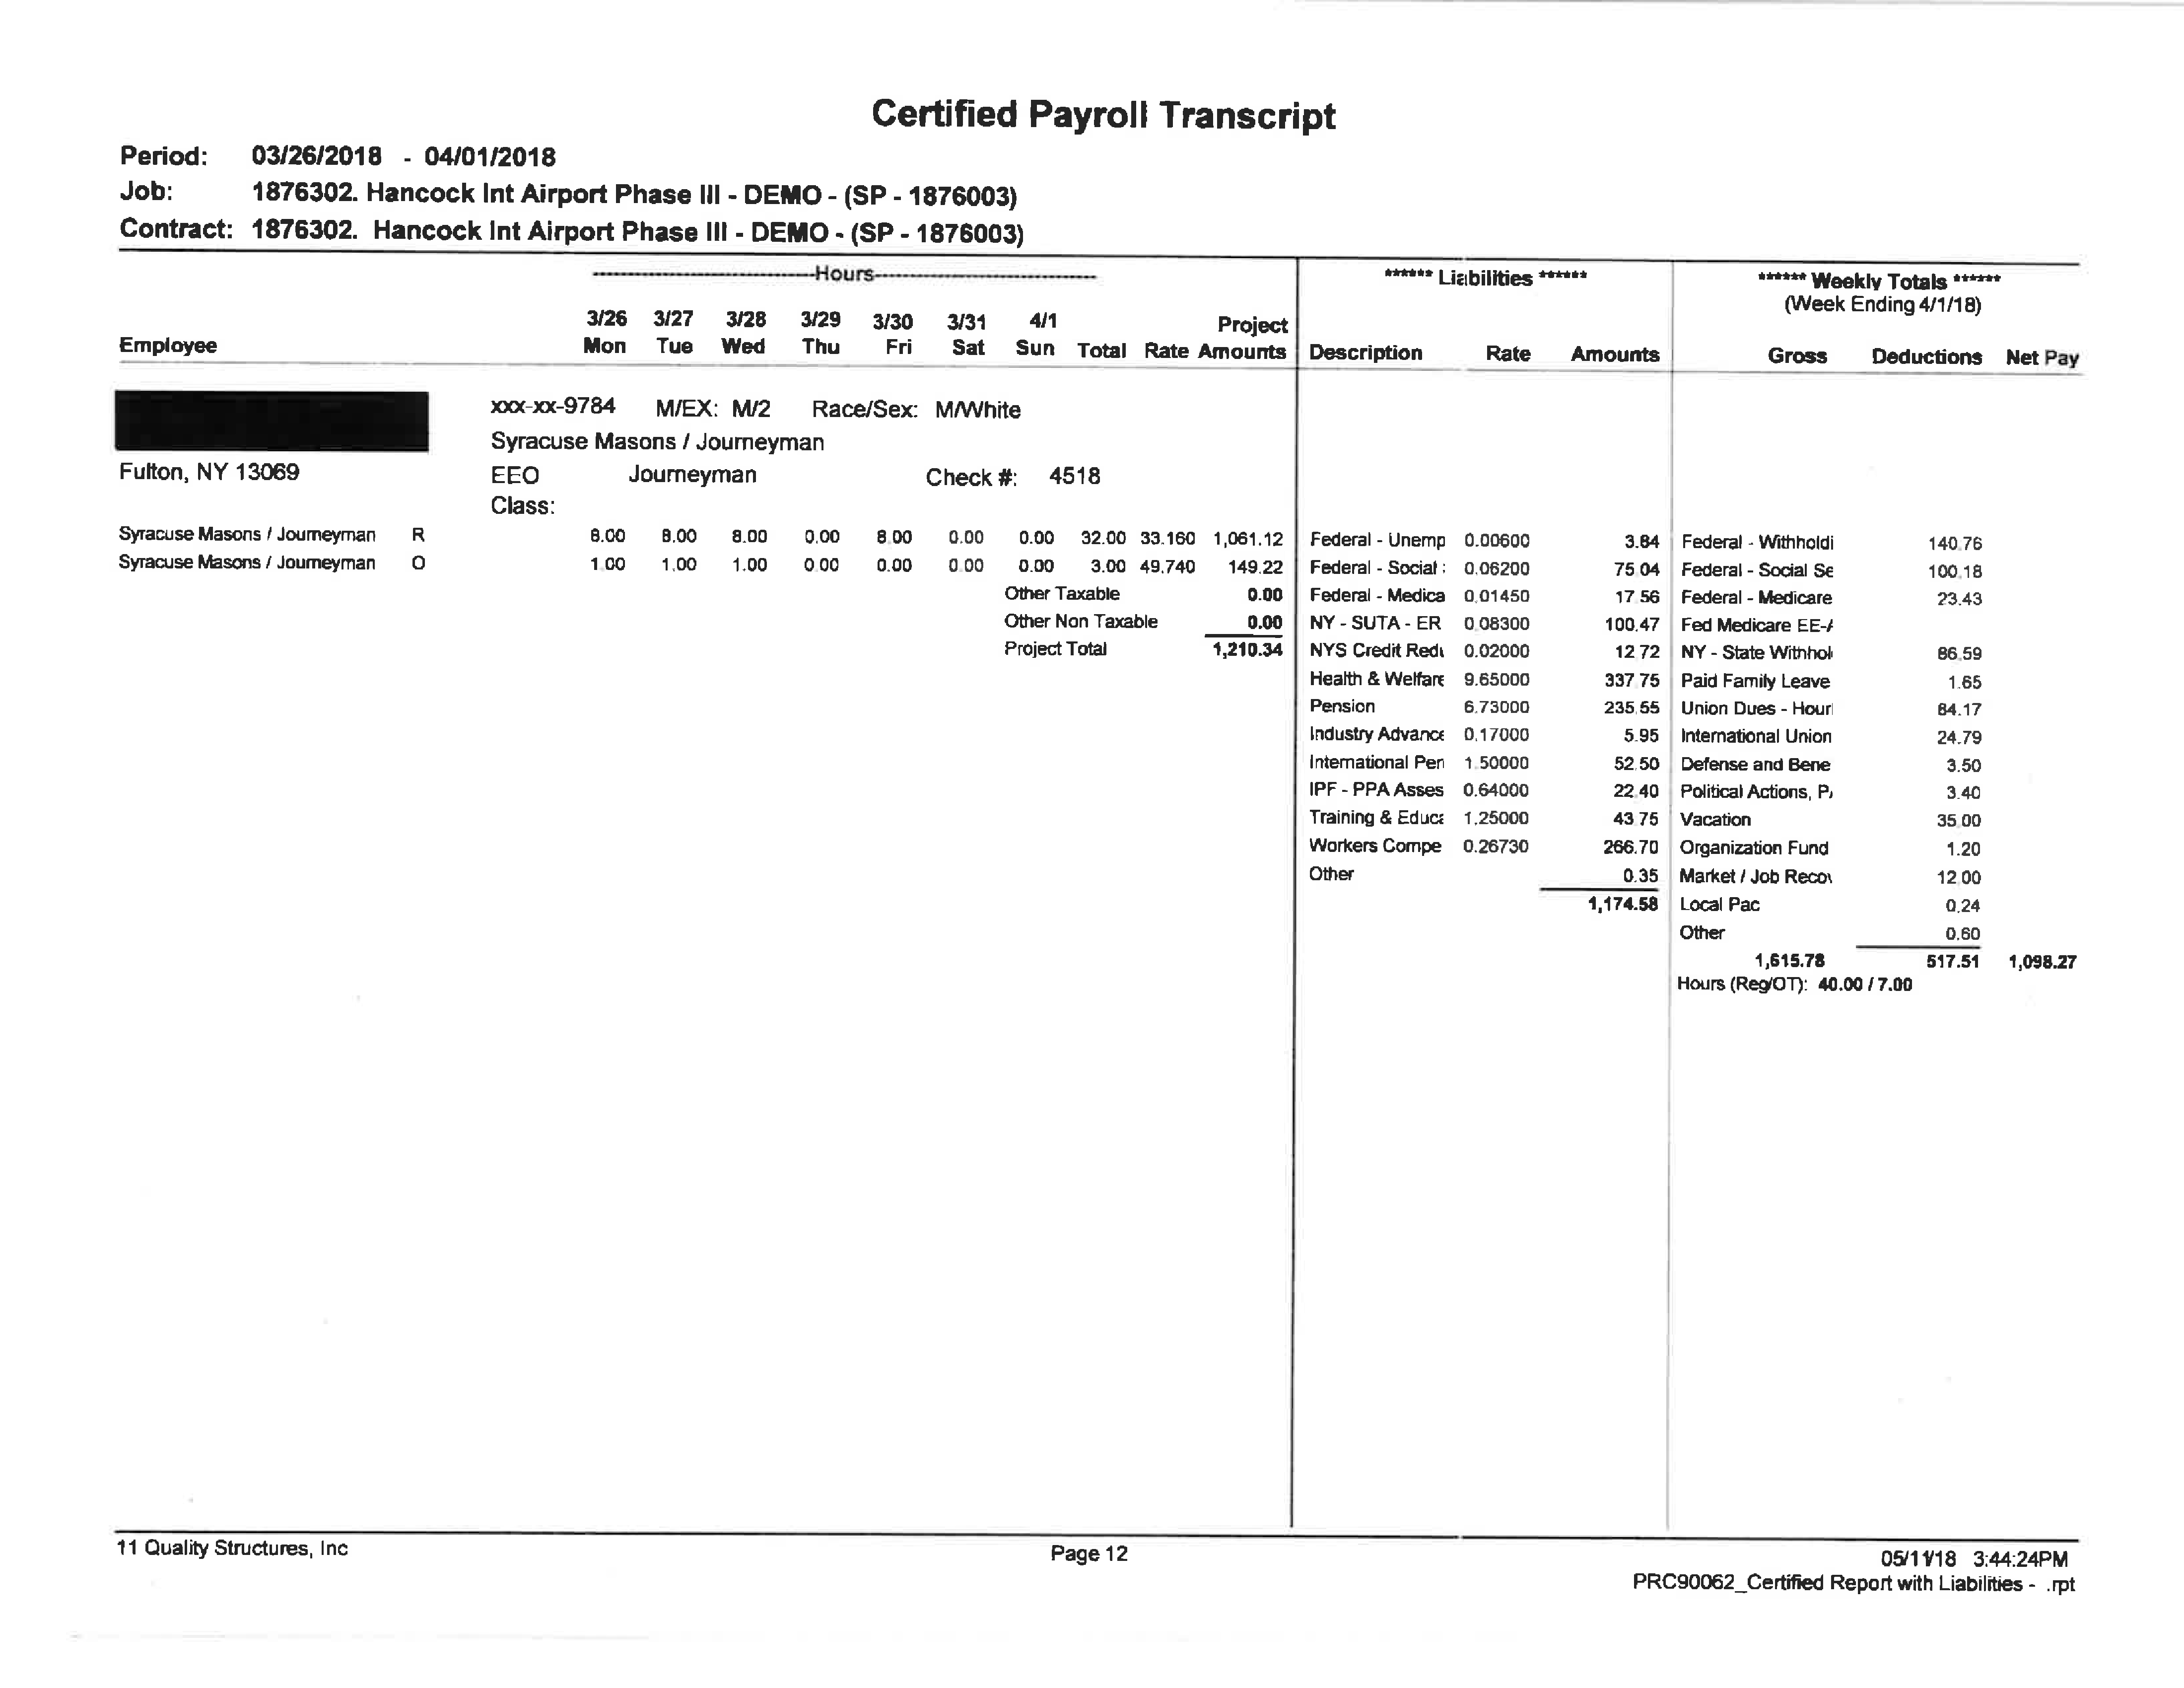 Certified Payroll Transcript
Period: 03/26/2018 - 04/01/2018
Job: 1876302. Hancock Int Airport Phase III - DEMO - (SP - 1876003)
Contract: 1876302. Hancock Int Airport Phase III - DEMO - (SP - 1876003)
Hours
****** Liabilities ******
****** Weekly Totals ******
(Week Ending 4/1/18)
3/26 3/27 3/28 3/29 3/30 3/31 4/1 Project
Employee Mon Tue Wed Thu Fri Sat Sun Total Rate Amounts Description Rate Amounts Gross Deductions Net Pay
xxx-xx-9784 M/EX: M/2 Race/Sex: M/White
Syracuse Masons / Journeyman
Fulton, NY 13069 EEO Journeyman Check #: 4518
Class:
Syracuse Masons / Journeyman R 8.00 8.00 8.00 0.00 8.00 0.00 0.00 32.00 33.160 1,061.12 Federal - Unemp 0.00600 3.84 Federal - Withholdi 140.76
Syracuse Masons / Journeyman O 1.00 1.00 1.00 0.00 0.00 0.00 0.00 3.00 49.740 149.22 Federal - Social : 0.06200 75.04 Federal - Social Se 100.18
Other Taxable 0.00 Federal - Medica 0.01450 17.56 Federal - Medicare 23.43
Other Non Taxable 0.00 NY - SUTA - ER 0.08300 100.47 Fed Medicare EE-A
Project Total 1,210.34 NYS Credit Redu 0.02000 12.72 NY - State Withhol 86.59
Health & Welfare 9.65000 337.75 Paid Family Leave 1.65
Pension 6.73000 235.55 Union Dues - Hourl 84.17
Industry Advance 0.17000 5.95 International Union 24.79
International Pen 1.50000 52.50 Defense and Bene 3.50
IPF - PPA Asses 0.64000 22.40 Political Actions, PA 3.40
Training & Educa 1.25000 43.75 Vacation 35.00
Workers Compe 0.26730 266.70 Organization Fund 1.20
Other 0.35 Market / Job Recov 12.00
1,174.58 Local Pac 0.24
Other 0.60
1,615.78 517.51 1,098.27
Hours (Reg/OT): 40.00 / 7.00
11 Quality Structures, Inc Page 12 05/11/18 3:44:24PM
PRC90062_Certified Report with Liabilities - .rpt